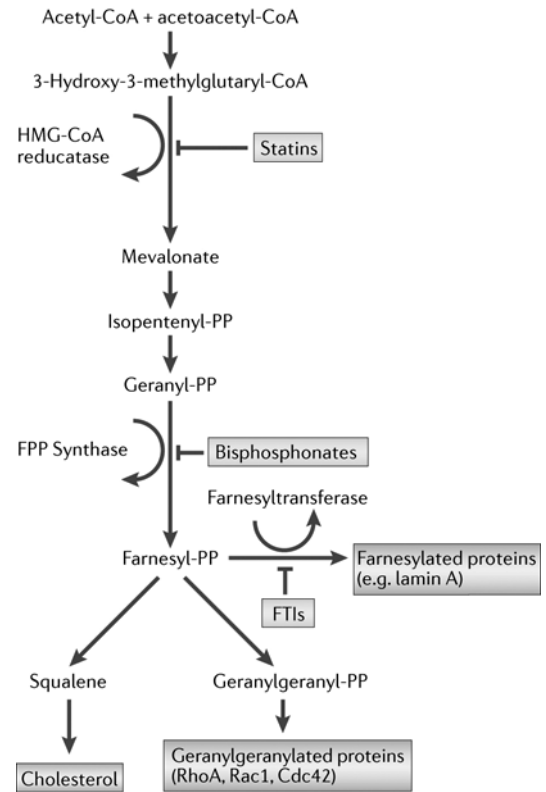 Acetyl-CoA + acetoacetyl-CoA
3-Hydroxy-3-methylglutaryl-CoA
HMG-CoA
reducatase
Statins
Mevalonate
Isopentenyl-PP
Geranyl-PP
FPP Synthase
Bisphosphonates
Farnesyltransferase
Farnesyl-PP
Farnesylated proteins
(e.g. lamin A)
FTIs
Squalene
Geranylgeranyl-PP
Cholesterol
Geranylgeranylated proteins
(RhoA, Rac1, Cdc42)